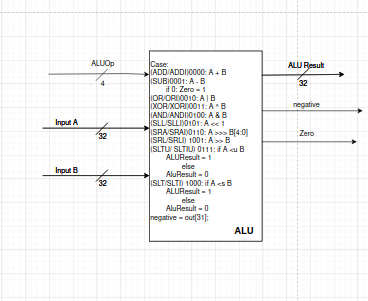 ALUOp
4
Input A
32
Input B
32
Case:
(ADD/ADDI)0000: A + B
(SUB)0001: A - B
if 0: Zero = 1
(OR/ORI)0010: A | B
(XOR/XORI)0011: A ^ B
(AND/ANDI)0100: A & B
(SLL/SLLI)0101: A << 1
(SRA/SRAI)0110: A >>> B[4:0]
(SRL/SRLI) 1001: A >> B
(SLTU/ SLTIU) 0111: if A <u B
ALUResult = 1
else
AluResult = 0
(SLT/SLTI) 1000: if A <s B
ALUResult = 1
else
AluResult = 0
negative = out[31];
ALU
ALU Result
32
negative
Zero